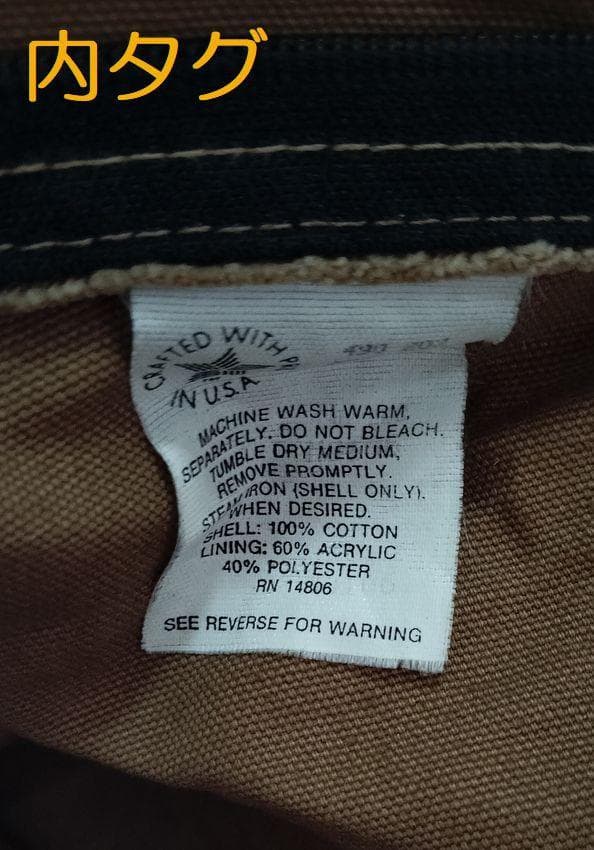 内タグ
CRAFTED WITH
IN U.S.A
MACHINE WASH WARM,
SEPARATELY. DO NOT BLEACH.
TUMBLE DRY MEDIUM,
REMOVE PROMPTLY.
STEAM IRON (SHELL ONLY).
WHEN DESIRED.
SHELL: 100% COTTON
LINING: 60% ACRYLIC
40% POLYESTER
RN 14806
SEE REVERSE FOR WARNING